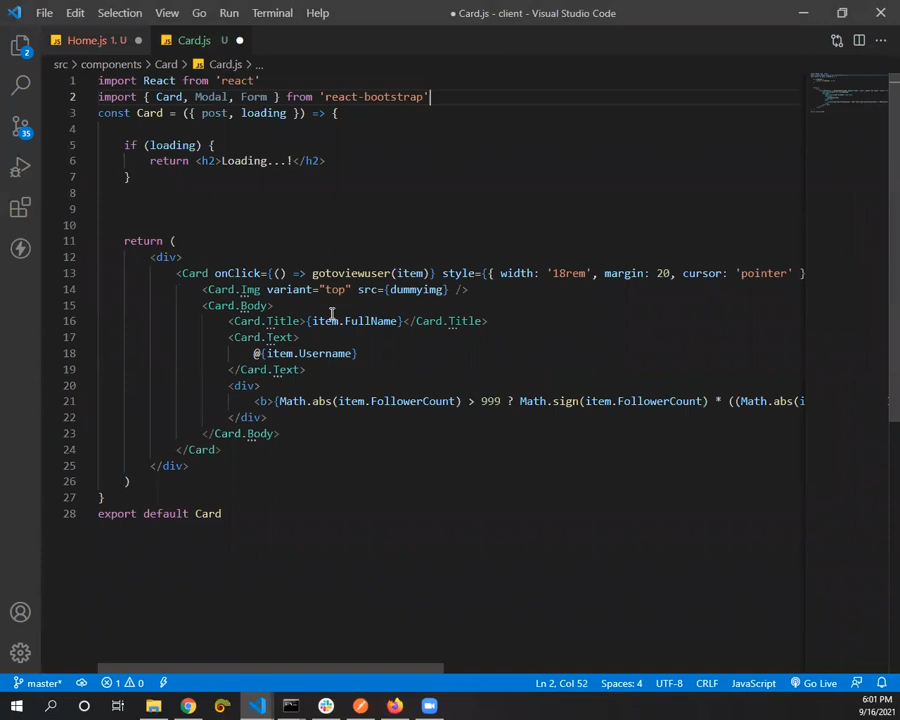 File Edit Selection View Go Run Terminal Help
● Card.js - client - Visual Studio Code
JS Home.js 1, U ●
JS Card.js U ●
src > components > Card > JS Card.js > ...
1 import React from 'react'
2 import { Card, Modal, Form } from 'react-bootstrap'
3 const Card = ({ post, loading }) => {
4
5 if (loading) {
6 return <h2>Loading...!</h2>
7 }
8
9
10
11 return (
12 <div>
13 <Card onClick={() => gotoviewuser(item)} style={{ width: '18rem', margin: 20, cursor: 'pointer' }
14 <Card.Img variant="top" src={dummyimg} />
15 <Card.Body>
16 <Card.Title>{item.FullName}</Card.Title>
17 <Card.Text>
18 @{item.Username}
19 </Card.Text>
20 <div>
21 <b>{Math.abs(item.FollowerCount) > 999 ? Math.sign(item.FollowerCount) * ((Math.abs(i
22 </div>
23 </Card.Body>
24 </Card>
25 </div>
26 )
27 }
28 export default Card
2
35
master* 1 0
Ln 2, Col 52 Spaces: 4 UTF-8 CRLF JavaScript Go Live
6:01 PM
9/16/2021